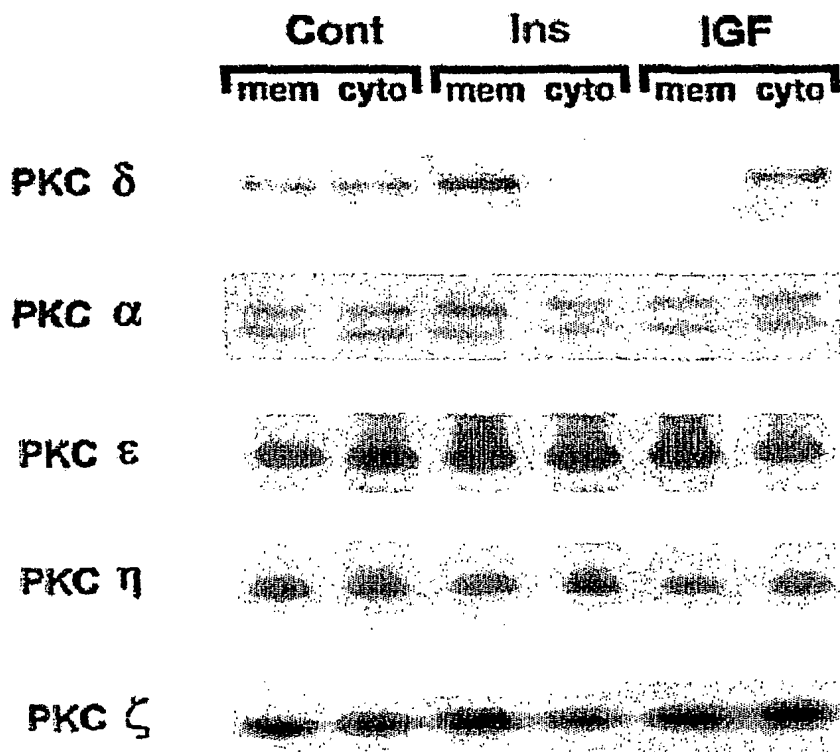 Cont Ins IGF
mem cyto mem cyto mem cyto
PKC δ
PKC α
PKC ε
PKC η
PKC ζ